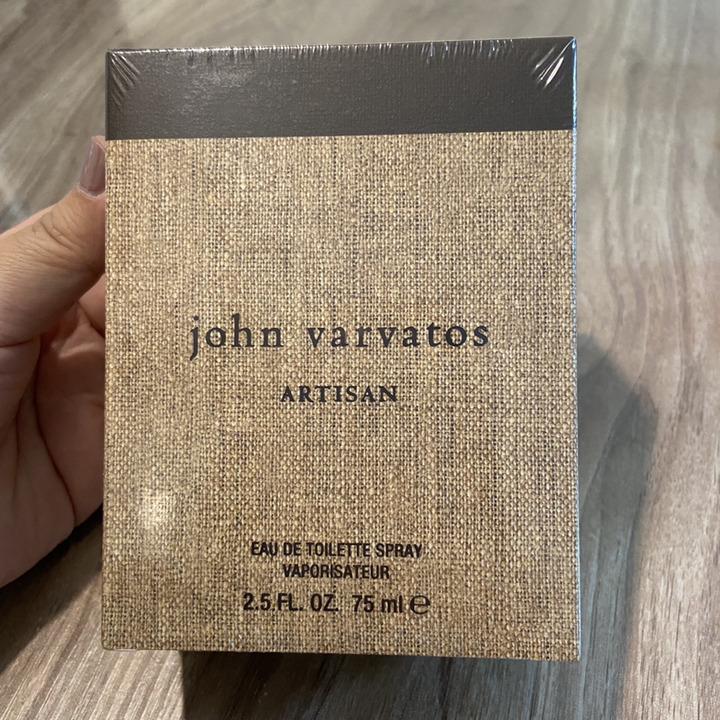 john varvatos
ARTISAN
EAU DE TOILETTE SPRAY
VAPORISATEUR
2.5 FL. OZ. 75 ml ℮